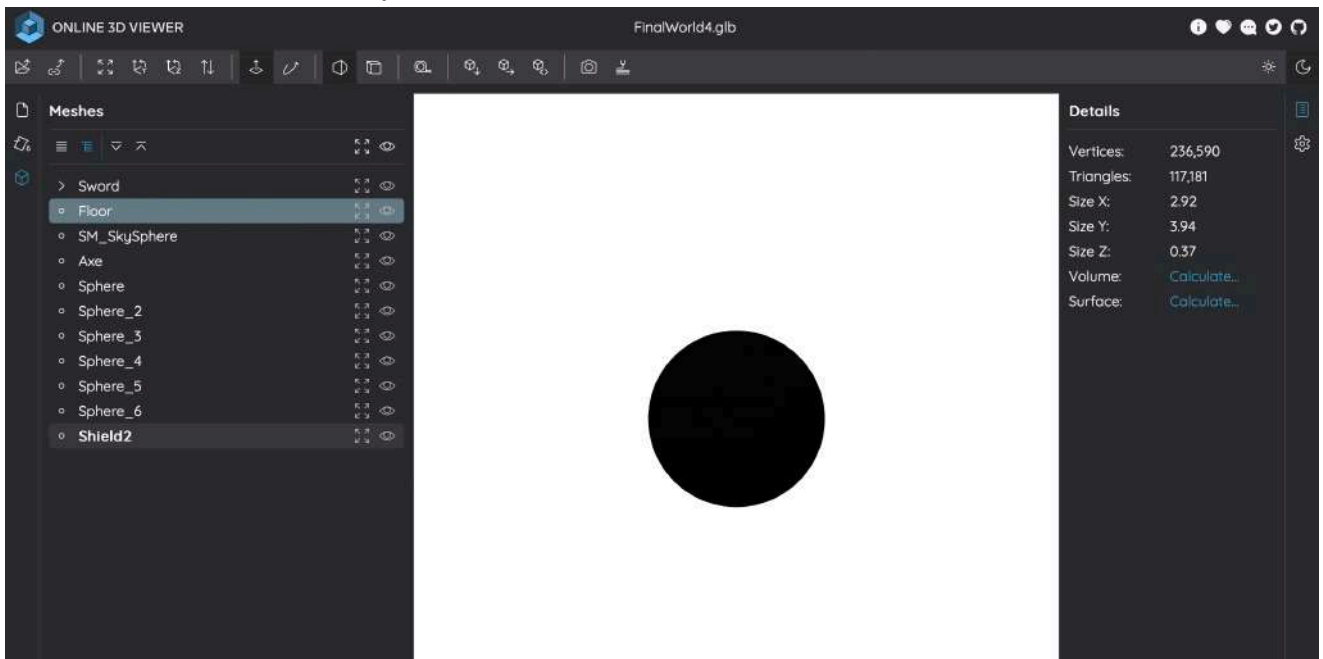 ONLINE 3D VIEWER
FinalWorld4.glb
Meshes
Sword
Floor
SM_SkySphere
Axe
Sphere
Sphere_2
Sphere_3
Sphere_4
Sphere_5
Sphere_6
Shield2
Details
Vertices: 236,590
Triangles: 117,181
Size X: 2.92
Size Y: 3.94
Size Z: 0.37
Volume: Calculate...
Surface: Calculate...